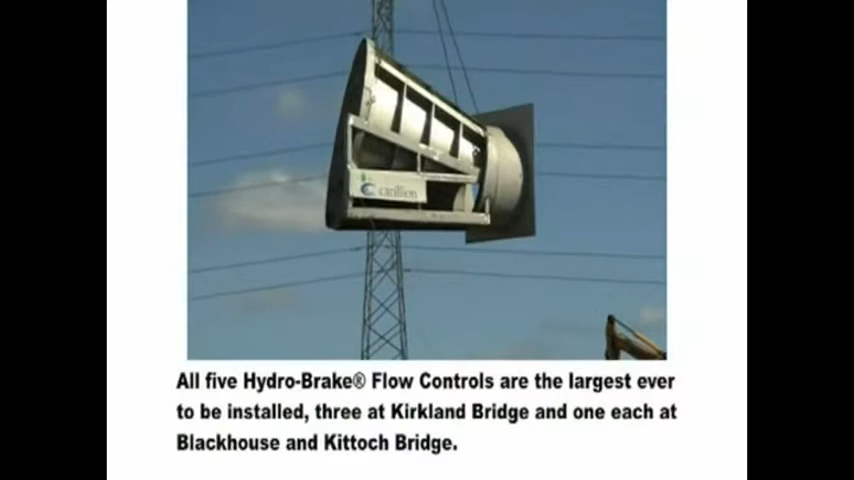 carillion
All five Hydro-Brake® Flow Controls are the largest ever
to be installed, three at Kirkland Bridge and one each at
Blackhouse and Kittoch Bridge.